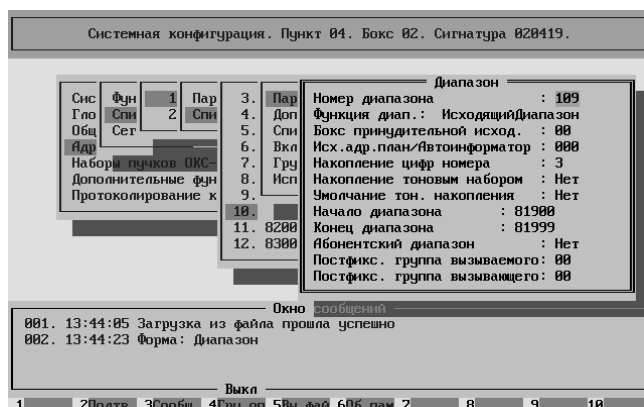 Системная конфигурация. Пункт 04. Бокс 02. Сигнатура 020419.
Диапазон
Сис Фун 1 Пар 3. Пар Номер диапазона : 109
Гло Спи 2 Спи 4. Доп Функция диап.: ИсходящийДиапазон
Общ Сег 5. Спи Бокс принудительной исход. : 00
Адр 6. Вкл Исх.адр.план/Автоинформатор : 000
Наборы пучков ОКС- 7. Гру Накопление цифр номера : 3
Дополнительные фун 8. Исп Накопление тоновым набором : Нет
Протоколирование к 9. Умолчание тон. накопления : Нет
10. Начало диапазона : 81900
11. 8200 Конец диапазона : 81999
12. 8300 Абонентский диапазон : Нет
Постфикс. группа вызываемого: 00
Постфикс. группа вызывающего: 00
Окно сообщений
001. 13:44:05 Загрузка из файла прошла успешно
002. 13:44:23 Форма: Диапазон
Выкл
1 2Подтв 3Сообщ 4Гру оп 5Вы фай 6Об пам 7 8 9 10